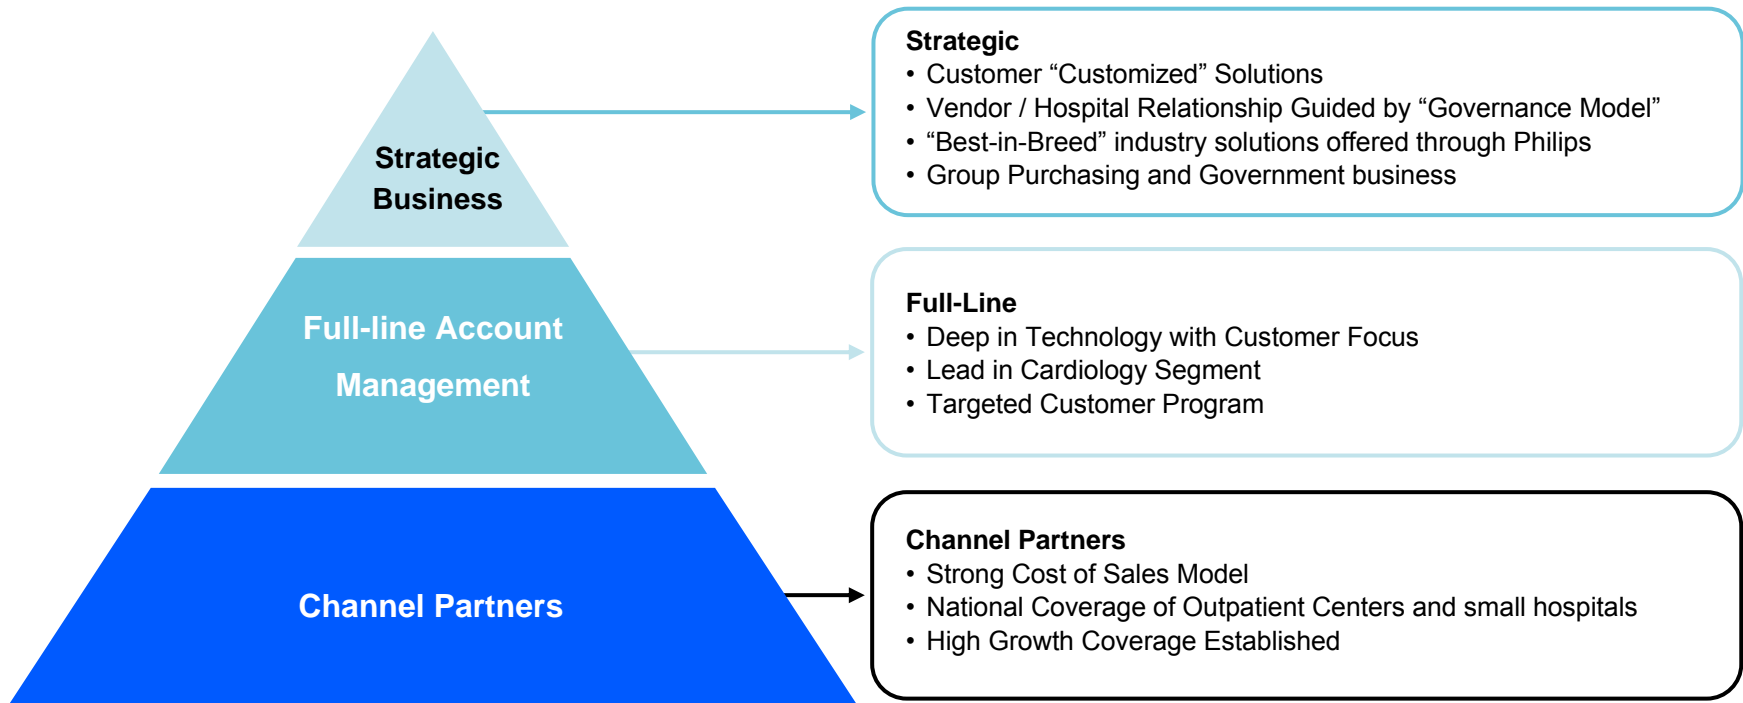 Strategic
Business
Full-line Account
Management
Channel Partners
Strategic
• Customer “Customized” Solutions
• Vendor / Hospital Relationship Guided by “Governance Model”
• “Best-in-Breed” industry solutions offered through Philips
• Group Purchasing and Government business
Full-Line
• Deep in Technology with Customer Focus
• Lead in Cardiology Segment
• Targeted Customer Program
Channel Partners
• Strong Cost of Sales Model
• National Coverage of Outpatient Centers and small hospitals
• High Growth Coverage Established